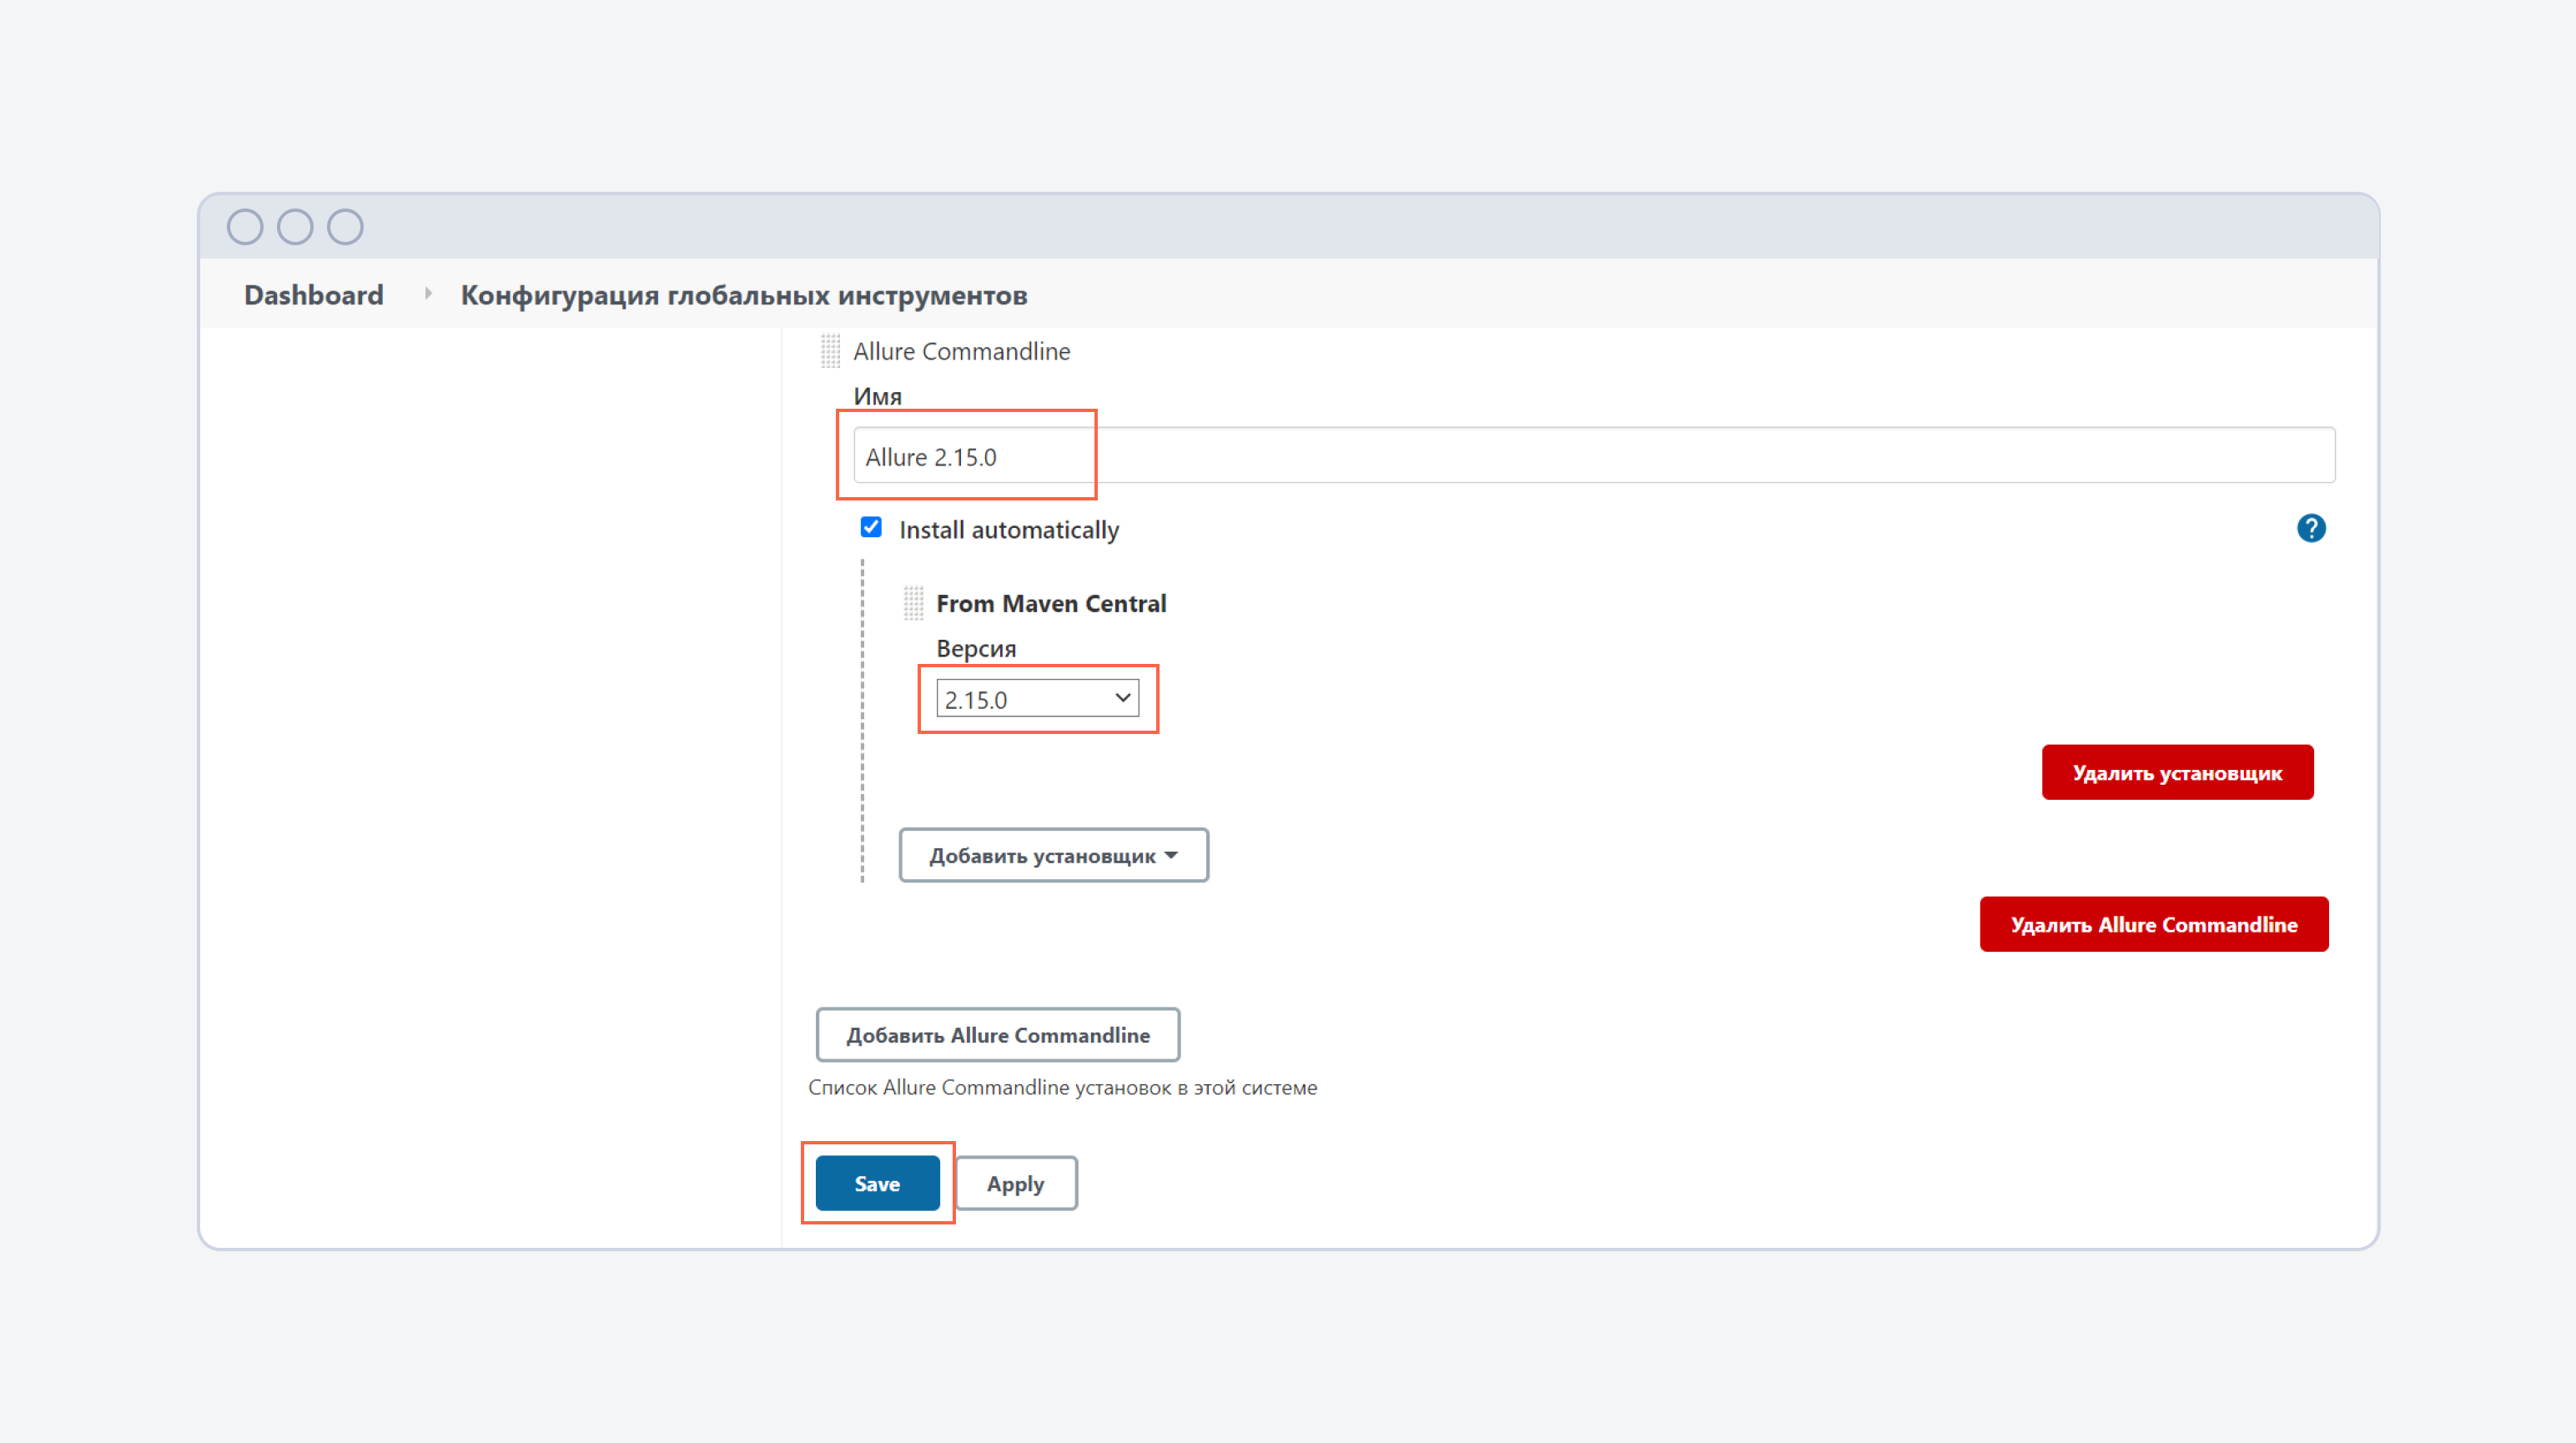 Dashboard
Конфигурация глобальных инструментов
Allure Commandline
Имя
Allure 2.15.0
Install automatically
?
From Maven Central
Версия
2.15.0
Удалить установщик
Добавить установщик
Удалить Allure Commandline
Добавить Allure Commandline
Список Allure Commandline установок в этой системе
Save Apply